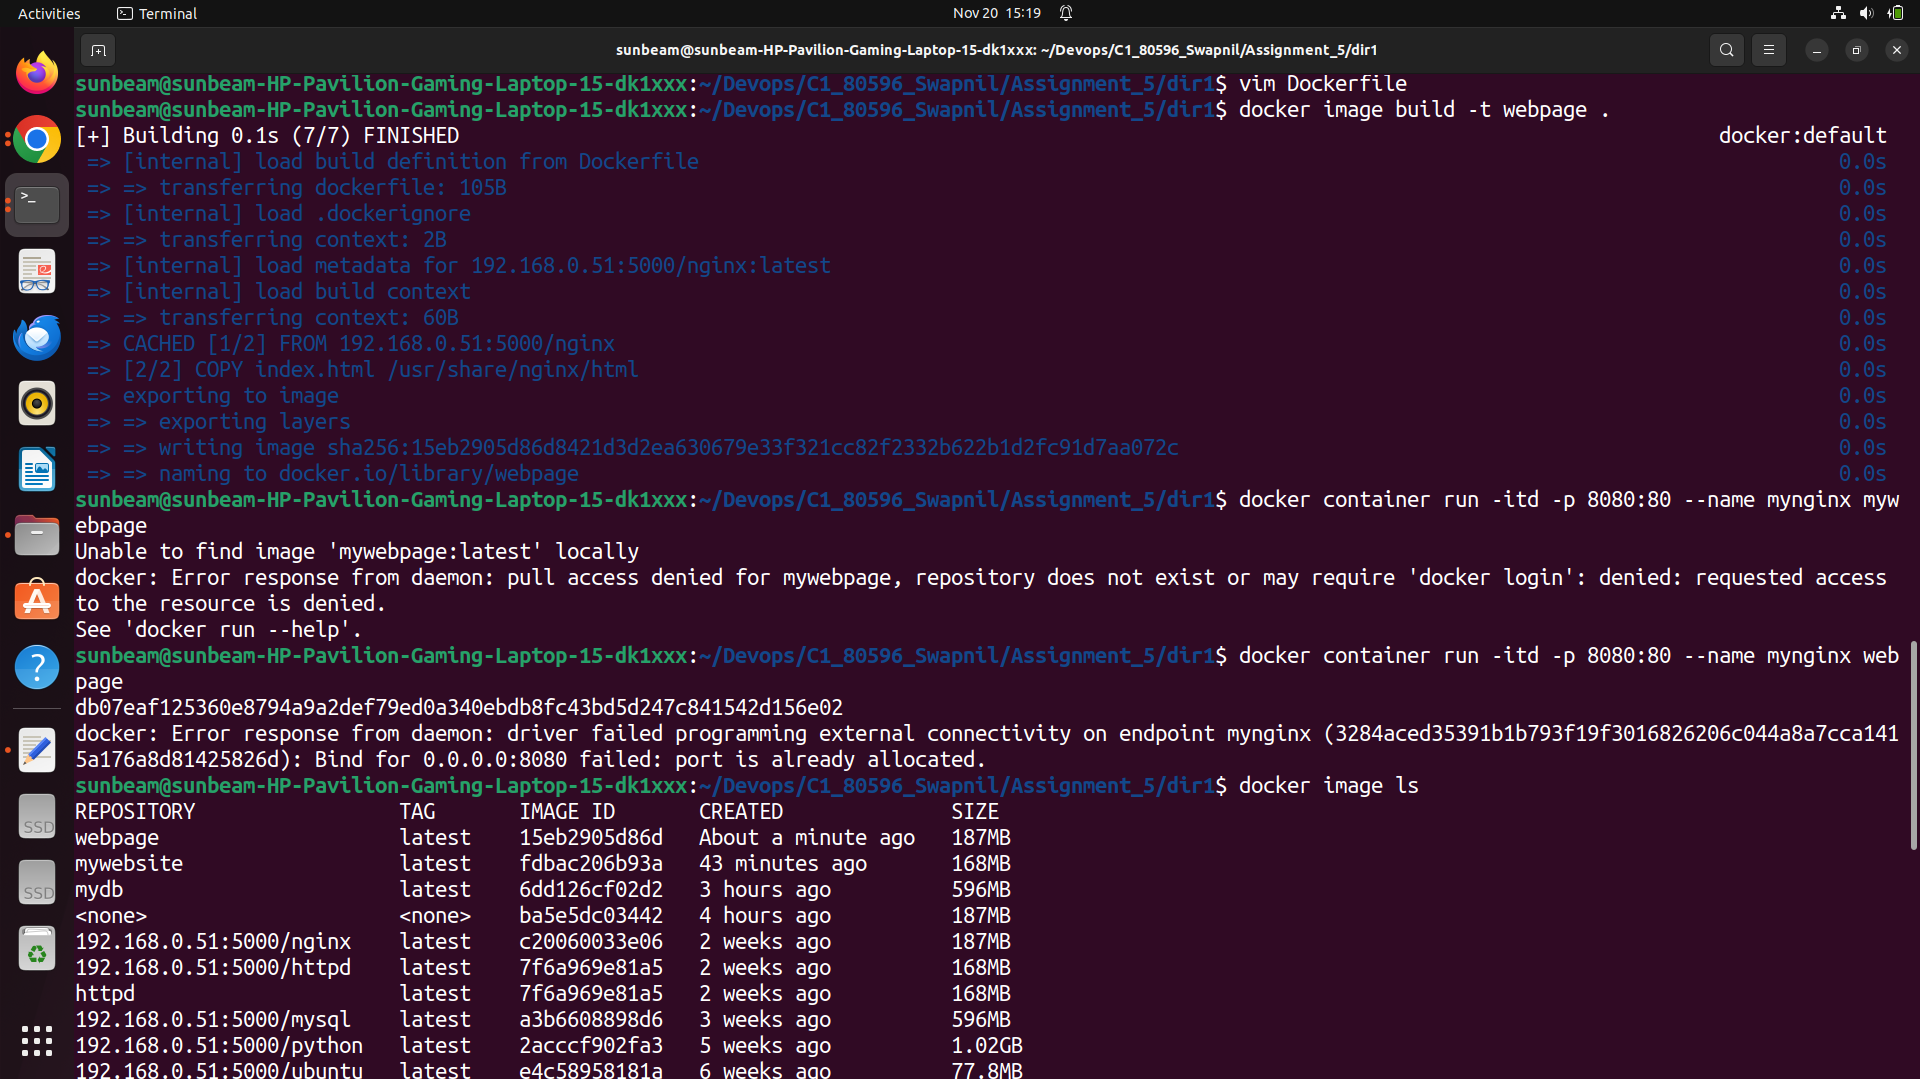 Activities
Terminal
Nov 20 15:19
sunbeam@sunbeam-HP-Pavilion-Gaming-Laptop-15-dk1xxx: ~/Devops/C1_80596_Swapnil/Assignment_5/dir1
sunbeam@sunbeam-HP-Pavilion-Gaming-Laptop-15-dk1xxx:~/Devops/C1_80596_Swapnil/Assignment_5/dir1$ vim Dockerfile
sunbeam@sunbeam-HP-Pavilion-Gaming-Laptop-15-dk1xxx:~/Devops/C1_80596_Swapnil/Assignment_5/dir1$ docker image build -t webpage .
[+] Building 0.1s (7/7) FINISHED docker:default
=> [internal] load build definition from Dockerfile 0.0s
=> => transferring dockerfile: 105B 0.0s
=> [internal] load .dockerignore 0.0s
=> => transferring context: 2B 0.0s
=> [internal] load metadata for 192.168.0.51:5000/nginx:latest 0.0s
=> [internal] load build context 0.0s
=> => transferring context: 60B 0.0s
=> CACHED [1/2] FROM 192.168.0.51:5000/nginx 0.0s
=> [2/2] COPY index.html /usr/share/nginx/html 0.0s
=> exporting to image 0.0s
=> => exporting layers 0.0s
=> => writing image sha256:15eb2905d86d8421d3d2ea630679e33f321cc82f2332b622b1d2fc91d7aa072c 0.0s
=> => naming to docker.io/library/webpage 0.0s
sunbeam@sunbeam-HP-Pavilion-Gaming-Laptop-15-dk1xxx:~/Devops/C1_80596_Swapnil/Assignment_5/dir1$ docker container run -itd -p 8080:80 --name mynginx myw
ebpage
Unable to find image 'mywebpage:latest' locally
docker: Error response from daemon: pull access denied for mywebpage, repository does not exist or may require 'docker login': denied: requested access
to the resource is denied.
See 'docker run --help'.
sunbeam@sunbeam-HP-Pavilion-Gaming-Laptop-15-dk1xxx:~/Devops/C1_80596_Swapnil/Assignment_5/dir1$ docker container run -itd -p 8080:80 --name mynginx web
page
db07eaf125360e8794a9a2def79ed0a340ebdb8fc43bd5d247c841542d156e02
docker: Error response from daemon: driver failed programming external connectivity on endpoint mynginx (3284aced35391b1b793f19f3016826206c044a8a7cca141
5a176a8d81425826d): Bind for 0.0.0.0:8080 failed: port is already allocated.
sunbeam@sunbeam-HP-Pavilion-Gaming-Laptop-15-dk1xxx:~/Devops/C1_80596_Swapnil/Assignment_5/dir1$ docker image ls
REPOSITORY TAG IMAGE ID CREATED SIZE
webpage latest 15eb2905d86d About a minute ago 187MB
mywebsite latest fdbac206b93a 43 minutes ago 168MB
mydb latest 6dd126cf02d2 3 hours ago 596MB
<none> <none> ba5e5dc03442 4 hours ago 187MB
192.168.0.51:5000/nginx latest c20060033e06 2 weeks ago 187MB
192.168.0.51:5000/httpd latest 7f6a969e81a5 2 weeks ago 168MB
httpd latest 7f6a969e81a5 2 weeks ago 168MB
192.168.0.51:5000/mysql latest a3b6608898d6 3 weeks ago 596MB
192.168.0.51:5000/python latest 2acccf902fa3 5 weeks ago 1.02GB
192.168.0.51:5000/ubuntu latest e4c58958181a 6 weeks ago 77.8MB
SSD
SSD